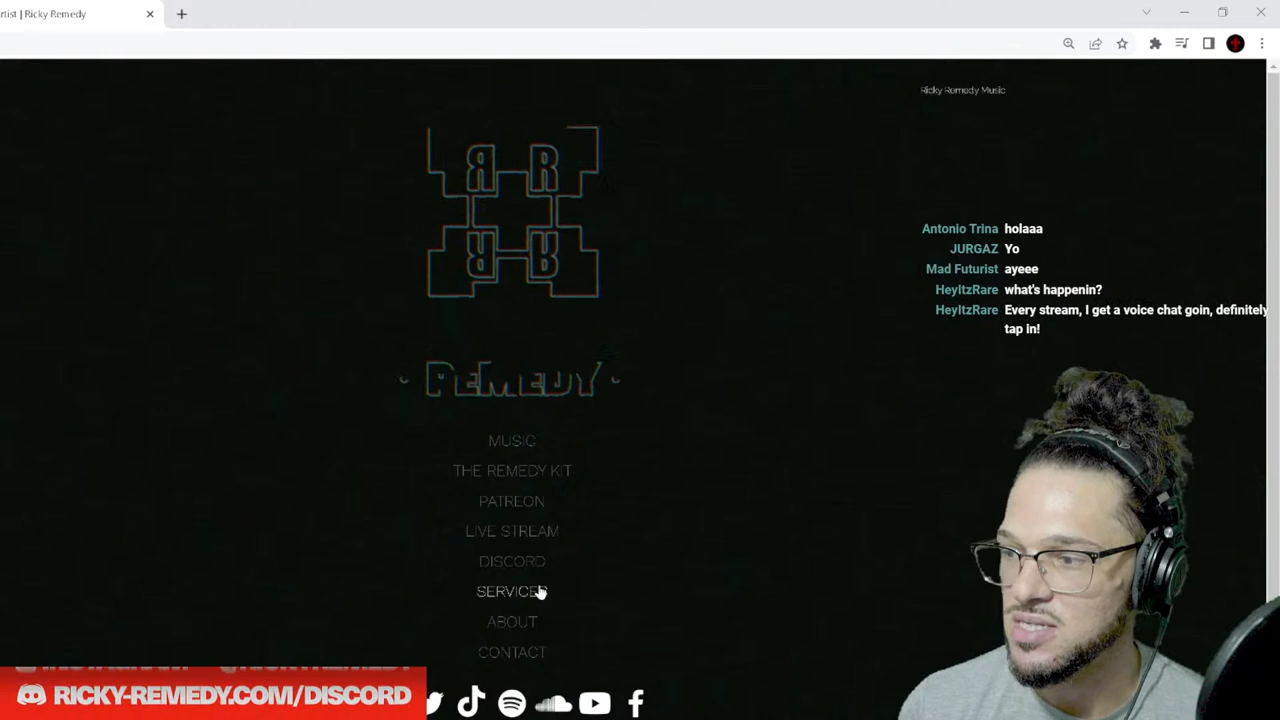 rtist | Ricky Remedy
Ricky Remedy Music
R R
R R
REMEDY
Antonio Trina holaaa
JURGAZ Yo
Mad Futurist ayeee
HeyItzRare what's happenin?
HeyItzRare Every stream, I get a voice chat goin, definitely
tap in!
MUSIC
THE REMEDY KIT
PATREON
LIVE STREAM
DISCORD
SERVICES
ABOUT
CONTACT
RICKY-REMEDY.COM/DISCORD